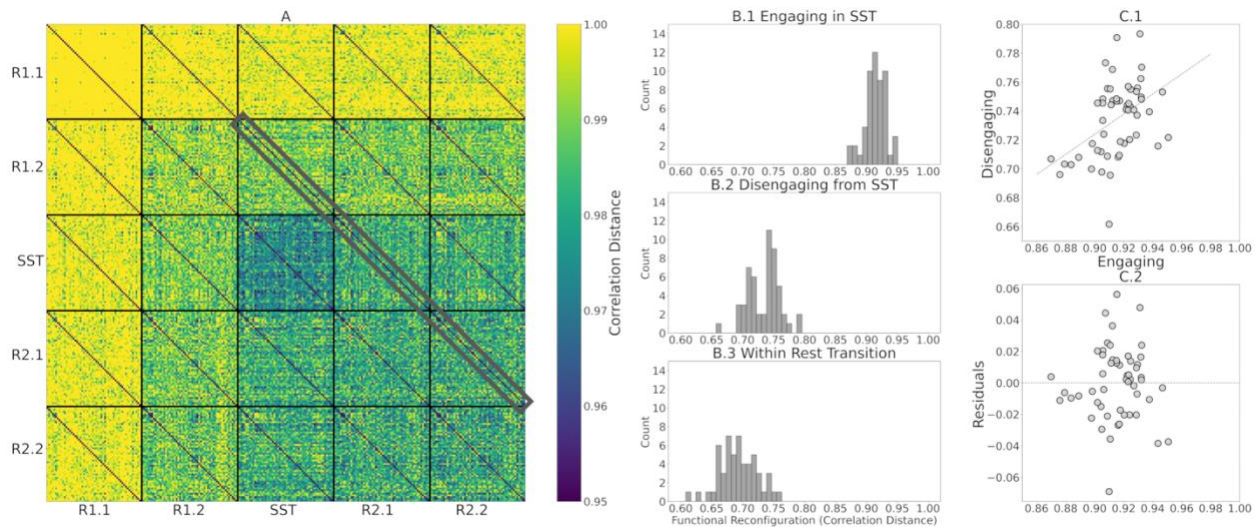 A
R1.1
R1.2
SST
R2.1
R2.2
R1.1 R1.2 SST R2.1 R2.2
1.00
0.99
0.98
0.97
0.96
0.95
Correlation Distance
B.1 Engaging in SST
Count
14
12
10
8
6
4
2
0
0.60 0.65 0.70 0.75 0.80 0.85 0.90 0.95 1.00
B.2 Disengaging from SST
Count
14
12
10
8
6
4
2
0
0.60 0.65 0.70 0.75 0.80 0.85 0.90 0.95 1.00
B.3 Within Rest Transition
Count
14
12
10
8
6
4
2
0
0.60 0.65 0.70 0.75 0.80 0.85 0.90 0.95 1.00
Functional Reconfiguration (Correlation Distance)
C.1
Disengaging
0.80
0.78
0.76
0.74
0.72
0.70
0.68
0.66
0.86 0.88 0.90 0.92 0.94 0.96 0.98 1.00
Engaging
C.2
Residuals
0.06
0.04
0.02
0.00
−0.02
−0.04
−0.06
0.86 0.88 0.90 0.92 0.94 0.96 0.98 1.00